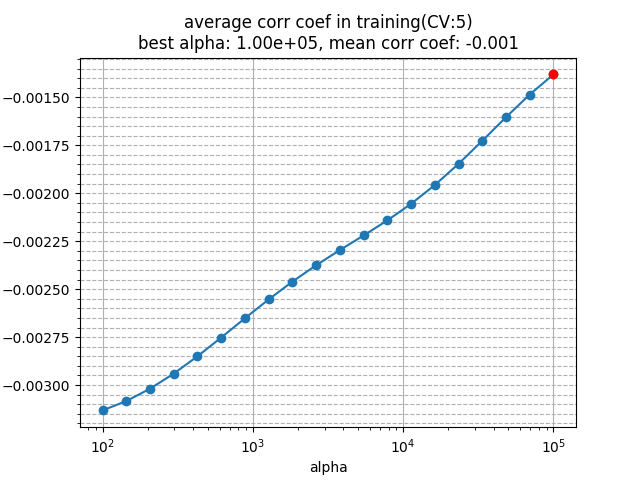 average corr coef in training(CV:5)
best alpha: 1.00e+05, mean corr coef: -0.001
−0.00150
−0.00175
−0.00200
−0.00225
−0.00250
−0.00275
−0.00300
10² 10³ 10⁴ 10⁵
alpha